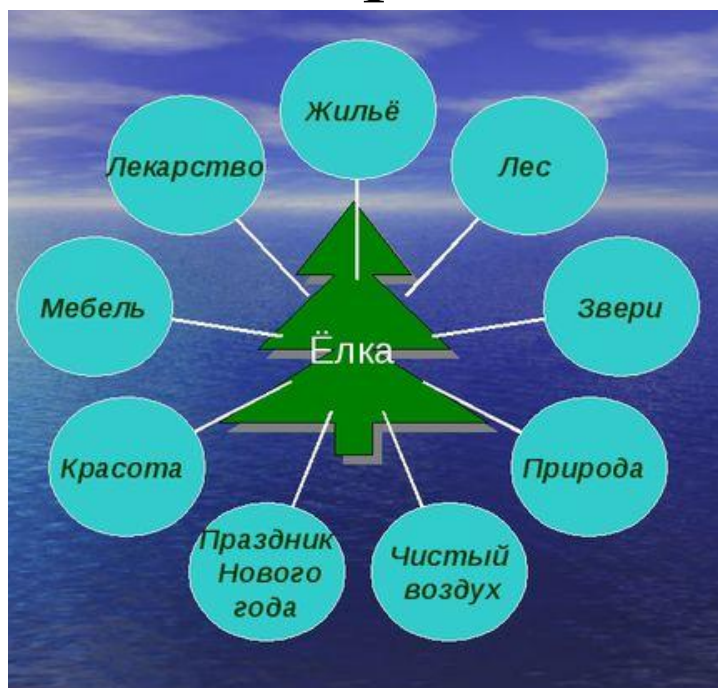 Жильё
Лекарство
Лес
Мебель
Звери
Ёлка
Красота
Природа
Праздник
Нового
года
Чистый
воздух